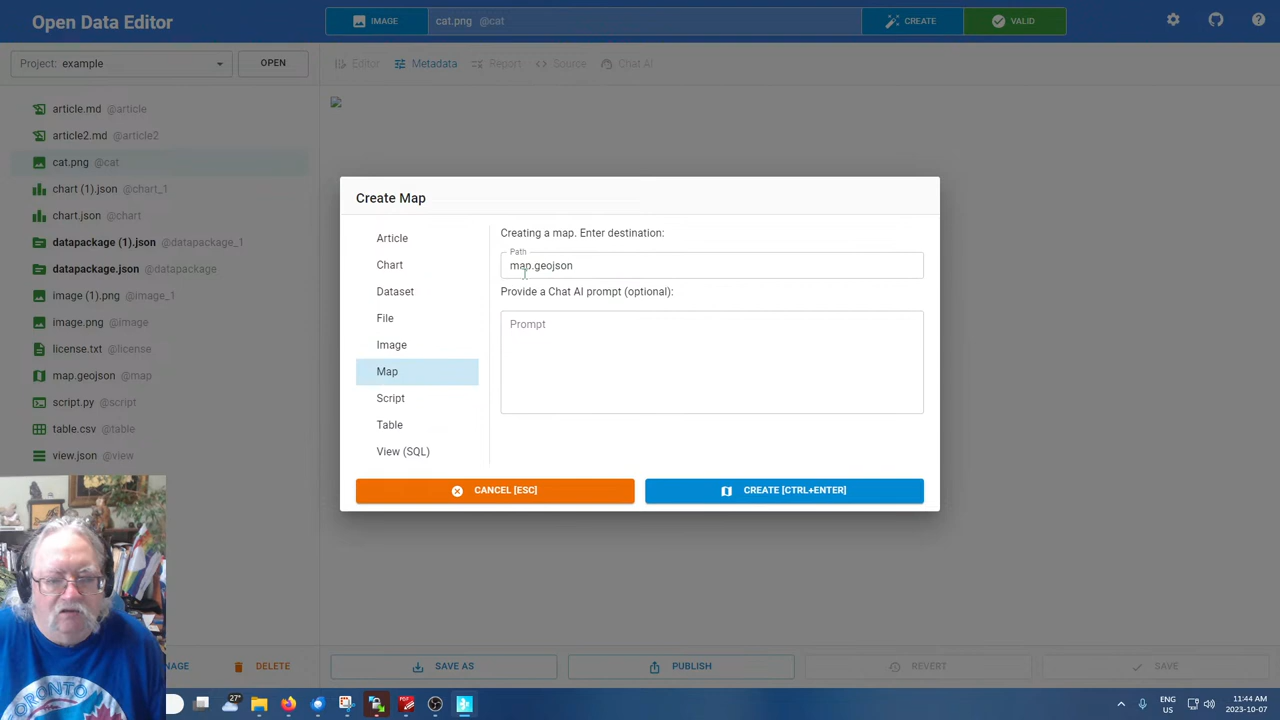 Open Data Editor
IMAGE
cat.png @cat
CREATE
VALID
Project: example
OPEN
Editor
Metadata
Report
Source
Chat AI
article.md @article
article2.md @article2
cat.png @cat
chart (1).json @chart_1
chart.json @chart
datapackage (1).json @datapackage_1
datapackage.json @datapackage
image (1).png @image_1
image.png @image
license.txt @license
map.geojson @map
script.py @script
table.csv @table
view.json @view
Create Map
Article
Chart
Dataset
File
Image
Map
Script
Table
View (SQL)
Creating a map. Enter destination:
Path
map.geojson
Provide a Chat AI prompt (optional):
Prompt
CANCEL [ESC]
CREATE [CTRL+ENTER]
NAGE
DELETE
SAVE AS
PUBLISH
REVERT
SAVE
ORONTO
27°
PDF
ENG
US
11:44 AM
2023-10-07